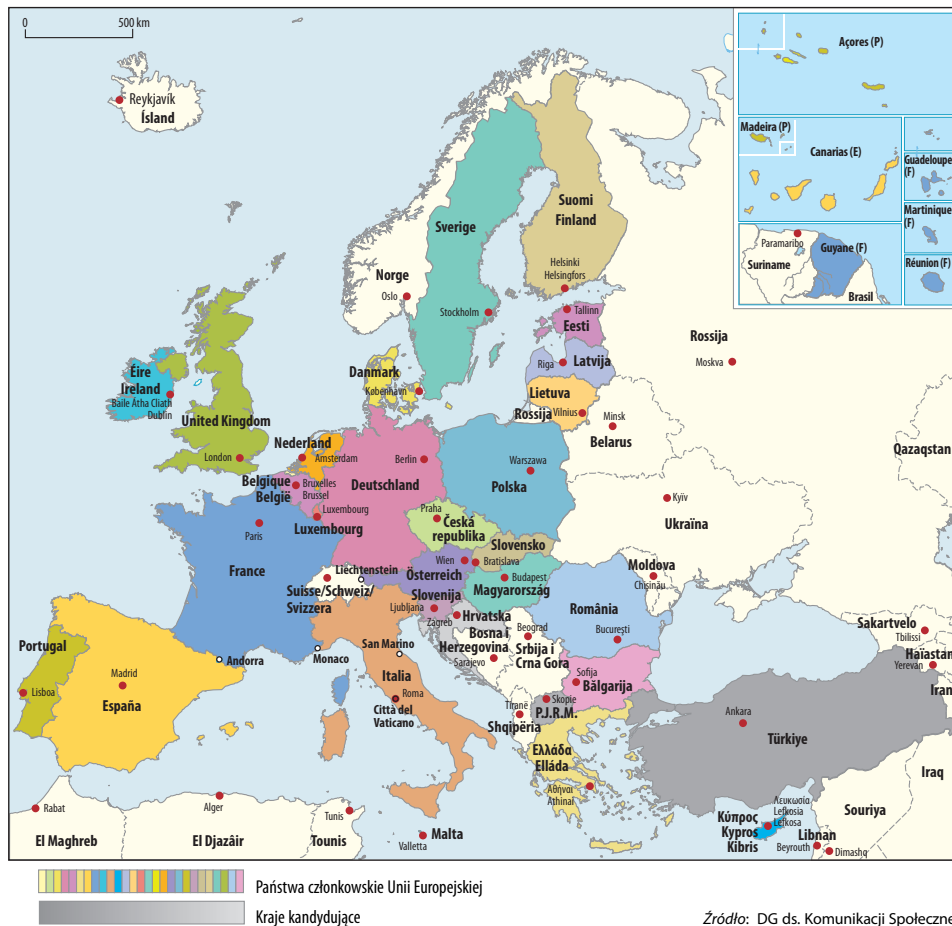 0 500 km
Reykjavík
Ísland
Açores (P)
Madeira (P)
Canarias (E)
Guadeloupe
(F)
Martinique
(F)
Réunion (F)
Paramaribo
Guyane (F)
Suriname
Brasil
Norge
Oslo
Sverige
Stockholm
Suomi
Finland
Helsinki
Helsingfors
Tallinn
Eesti
Riga
Latvija
Lietuva
Vilnius
Rossija
Rossija
Moskva
Minsk
Belarus
Qazaqstan
Danmark
København
Éire
Ireland
Baile Átha Cliath
Dublin
United Kingdom
London
Nederland
Amsterdam
Belgique
België
Bruxelles
Brussel
Luxembourg
Luxembourg
Berlin
Deutschland
Warszawa
Polska
Kyïv
Ukraïna
Paris
France
Praha
Česká
republika
Slovensko
Bratislava
Wien
Österreich
Liechtenstein
Suisse/Schweiz/
Svizzera
Budapest
Magyarország
Moldova
Chisinău
Slovenija
Ljubljana
Hrvatska
Zagreb
Bosna i
Herzegovina
Sarajevo
Beograd
Srbija i
Crna Gora
România
București
Sakartvelo
Tbilissi
Haïastan
Yerevan
Iran
Portugal
Lisboa
Madrid
España
Andorra
Monaco
San Marino
Italia
Roma
Città del
Vaticano
Sofija
Bălgarija
Skopie
P.J.R.M.
Tiranë
Shqipëria
Ελλάδα
Elláda
Αθήναι
Athinai
Ankara
Türkiye
Κύπρος
Kypros
Kibris
Λευκωσία
Lefkosia
Lefkosa
Iraq
Souriya
Libnan
Beyrouth
Dimashq
Rabat
El Maghreb
Alger
El Djazâir
Tunis
Tounis
Malta
Valletta
Państwa członkowskie Unii Europejskiej
Kraje kandydujące
Źródło: DG ds. Komunikacji Społeczne